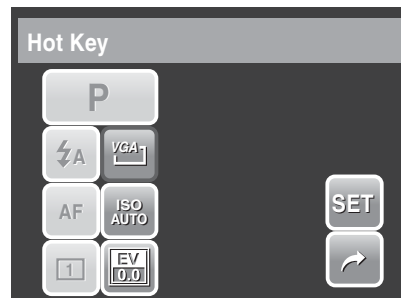 Hot Key
P
A VGA
AF ISO AUTO
1 EV 0.0
SET